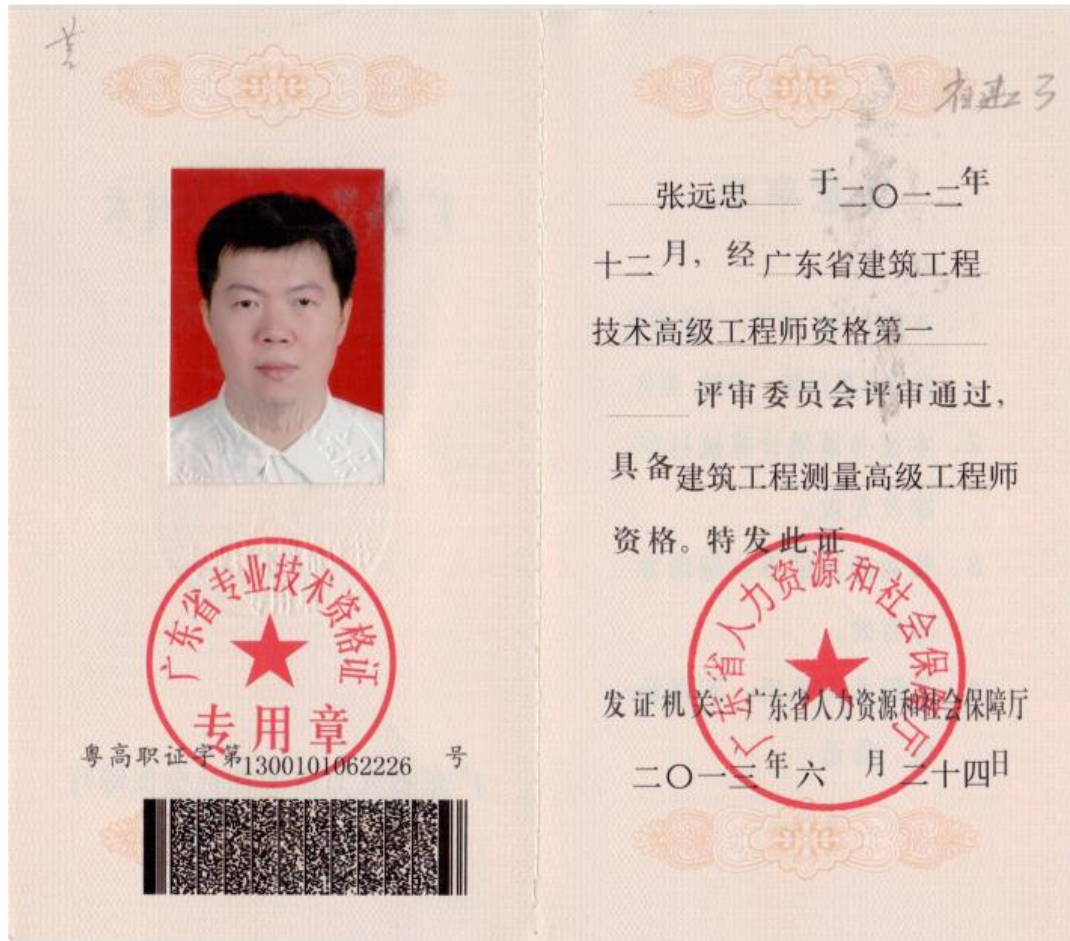 广东省专业技术资格证
专用章
粤高职证字第1300101062226 号
张远忠 于二〇一二年
十二月，经广东省建筑工程
技术高级工程师资格第一
评审委员会评审通过，
具备建筑工程测量高级工程师
资格。特发此证
广东省人力资源和社会保障厅
发证机关：广东省人力资源和社会保障厅
二〇一三年六 月二十四日